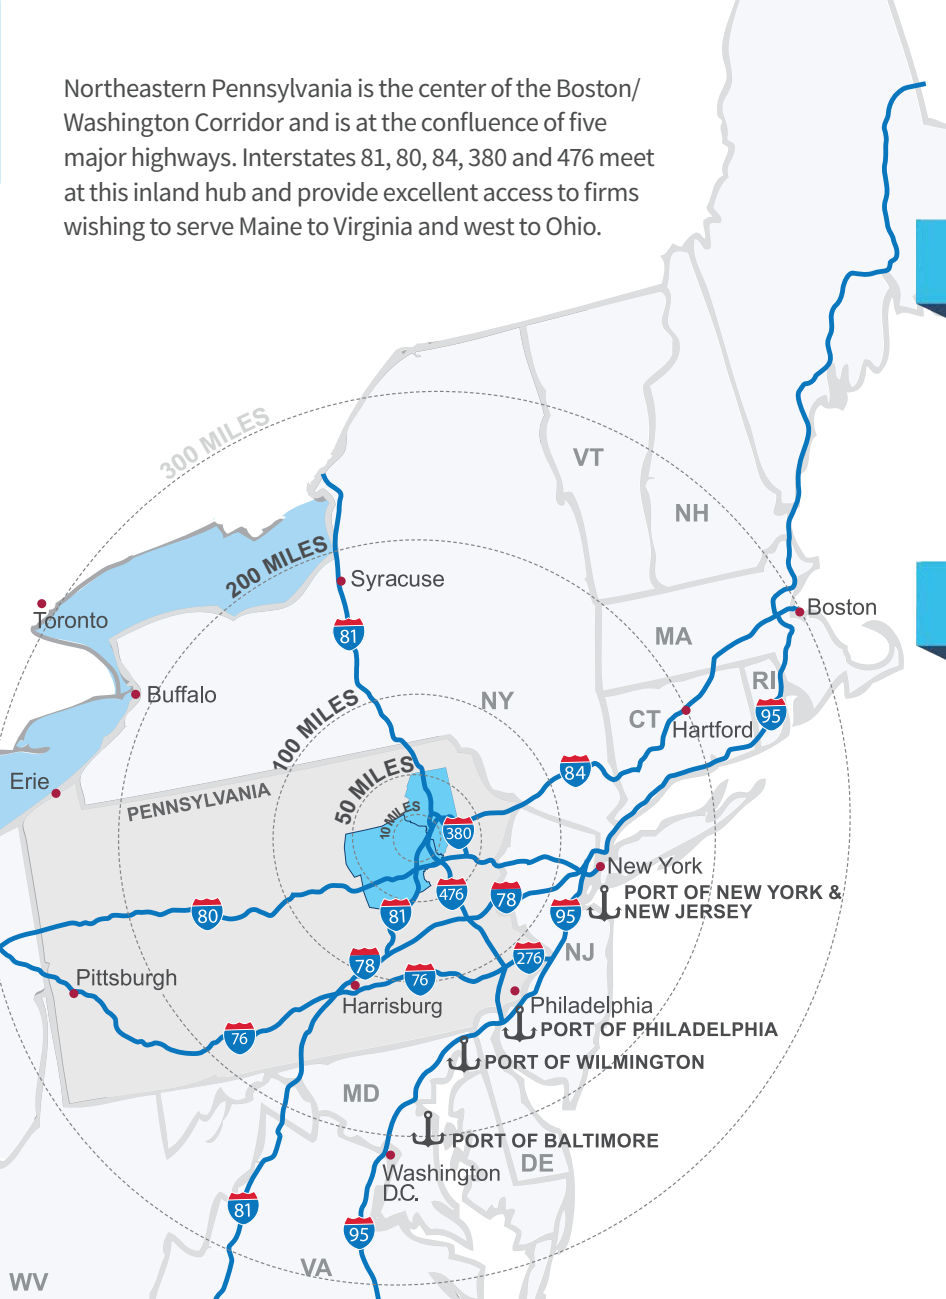 Northeastern Pennsylvania is the center of the Boston/
Washington Corridor and is at the confluence of five
major highways. Interstates 81, 80, 84, 380 and 476 meet
at this inland hub and provide excellent access to firms
wishing to serve Maine to Virginia and west to Ohio.
300 MILES
VT
NH
200 MILES
Syracuse
Toronto
Boston
81
MA
Buffalo
RI
NY
100 MILES
CT
95
Hartford
84
Erie
50 MILES
PENNSYLVANIA
10 MILES
380
New York
476
78
PORT OF NEW YORK &
NEW JERSEY
80
81
95
NJ
78
276
76
Pittsburgh
Harrisburg
Philadelphia
PORT OF PHILADELPHIA
76
PORT OF WILMINGTON
MD
PORT OF BALTIMORE
DE
Washington
D.C.
81
95
VA
WV